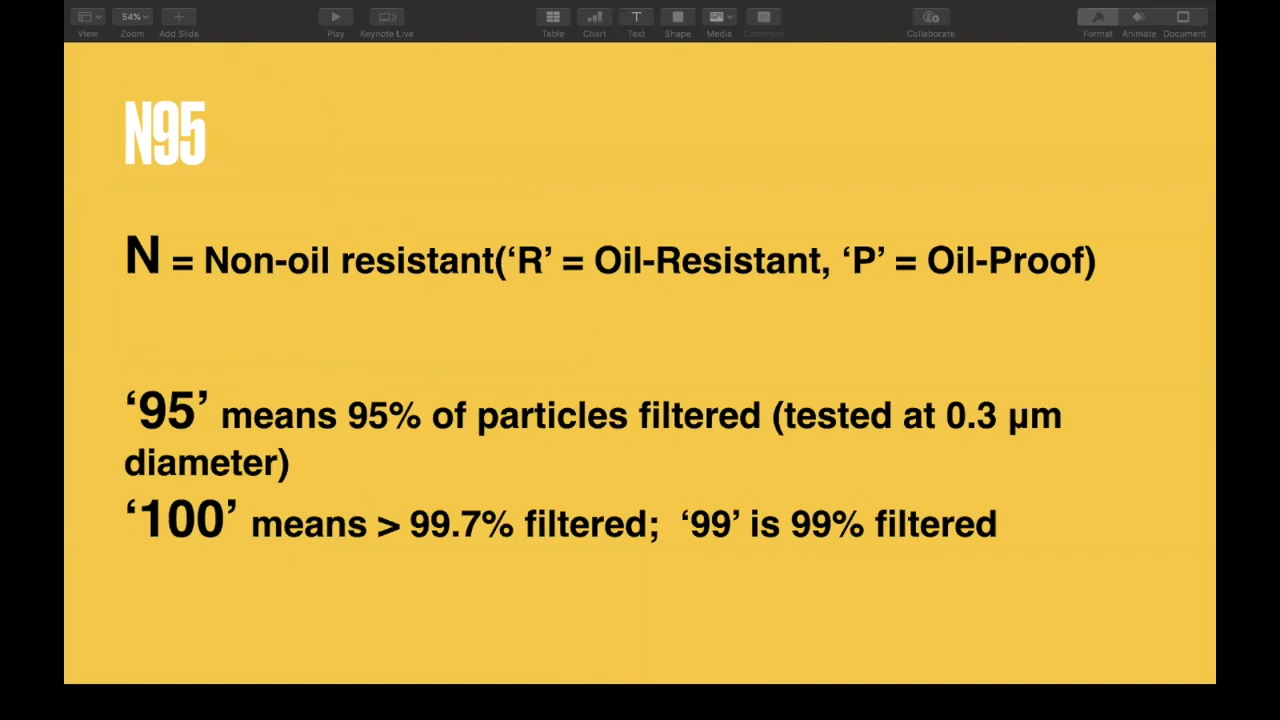 View 54% Zoom Add Slide Play Keynote Live Table Chart Text Shape Media Comment Collaborate Format Animate Document
N95
N = Non-oil resistant(‘R’ = Oil-Resistant, ‘P’ = Oil-Proof)
‘95’ means 95% of particles filtered (tested at 0.3 µm
diameter)
‘100’ means > 99.7% filtered;  ‘99’ is 99% filtered